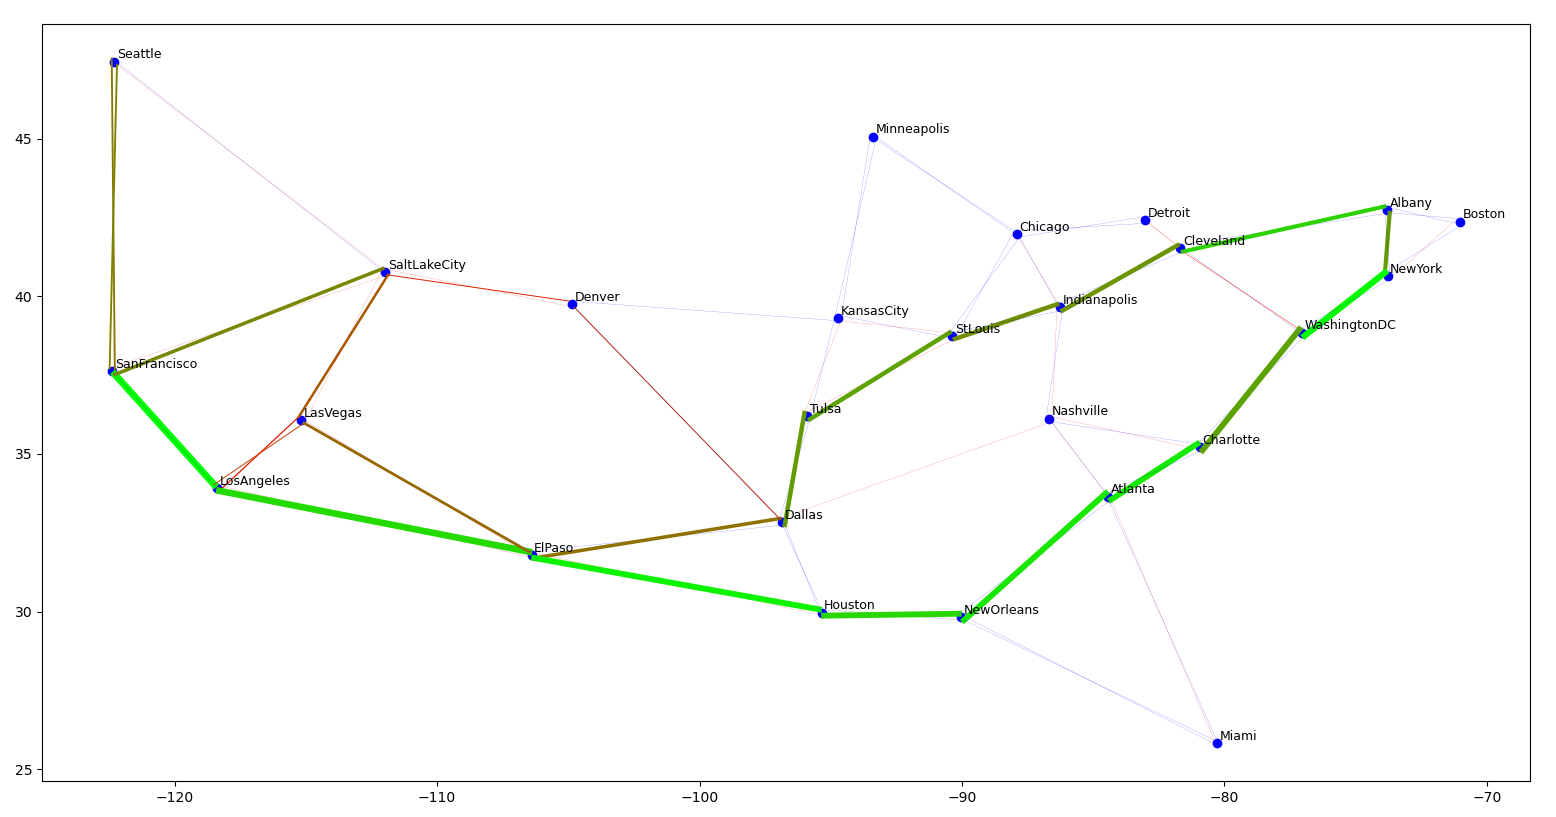 Seattle
45
Minneapolis
Albany
Detroit
Boston
Chicago
Cleveland
SaltLakeCity
NewYork
40
Denver
Indianapolis
KansasCity
WashingtonDC
StLouis
SanFrancisco
LasVegas
Tulsa
Nashville
Charlotte
35
LosAngeles
Atlanta
Dallas
ElPaso
30
Houston
NewOrleans
Miami
25
−120
−110
−100
−90
−80
−70